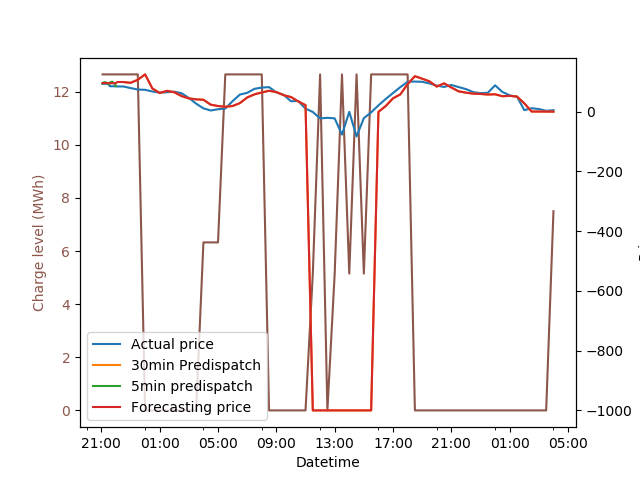 12
10
8
6
4
2
0
Charge level (MWh)
0
−200
−400
−600
−800
−1000
Actual price
30min Predispatch
5min predispatch
Forecasting price
21:00 01:00 05:00 09:00 13:00 17:00 21:00 01:00 05:00
Datetime